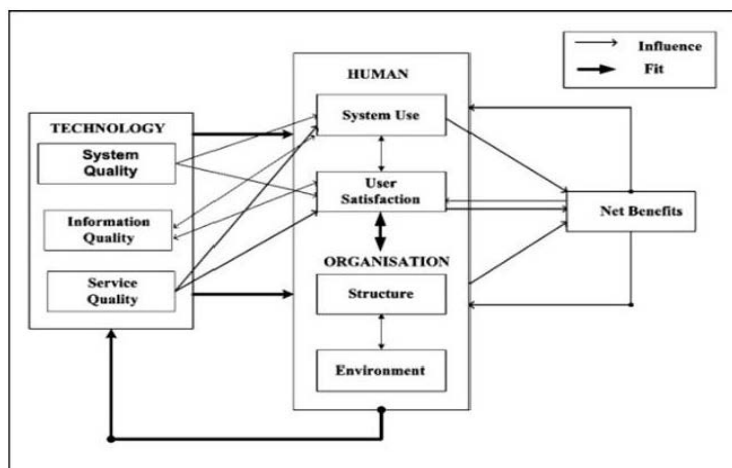 Influence
Fit
HUMAN
System Use
User
Satisfaction
ORGANISATION
Structure
Environment
TECHNOLOGY
System
Quality
Information
Quality
Service
Quality
Net Benefits